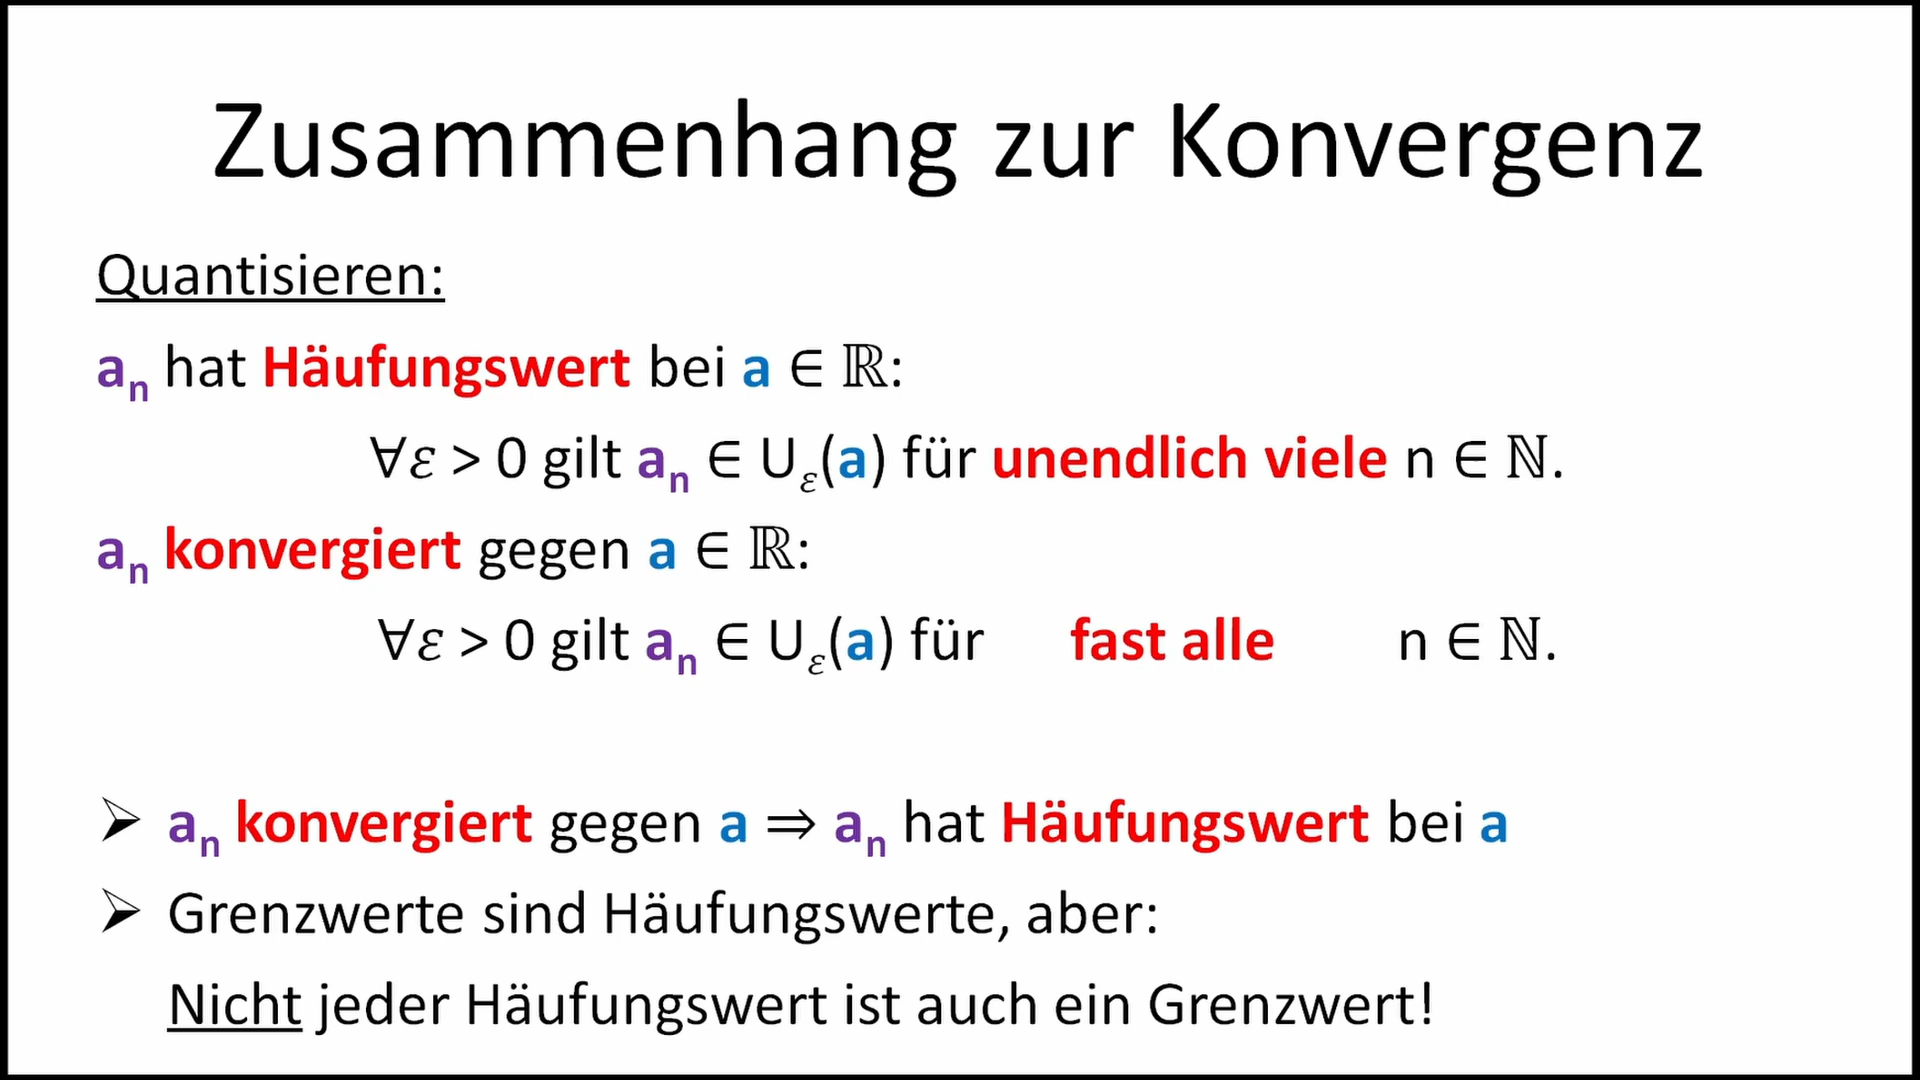 Zusammenhang zur Konvergenz
Quantisieren:
aₙ hat Häufungswert bei a ∈ ℝ:
∀ε > 0 gilt aₙ ∈ U_ε(a) für unendlich viele n ∈ ℕ.
aₙ konvergiert gegen a ∈ ℝ:
∀ε > 0 gilt aₙ ∈ U_ε(a) für fast alle n ∈ ℕ.
➢ aₙ konvergiert gegen a ⇒ aₙ hat Häufungswert bei a
➢ Grenzwerte sind Häufungswerte, aber:
Nicht jeder Häufungswert ist auch ein Grenzwert!